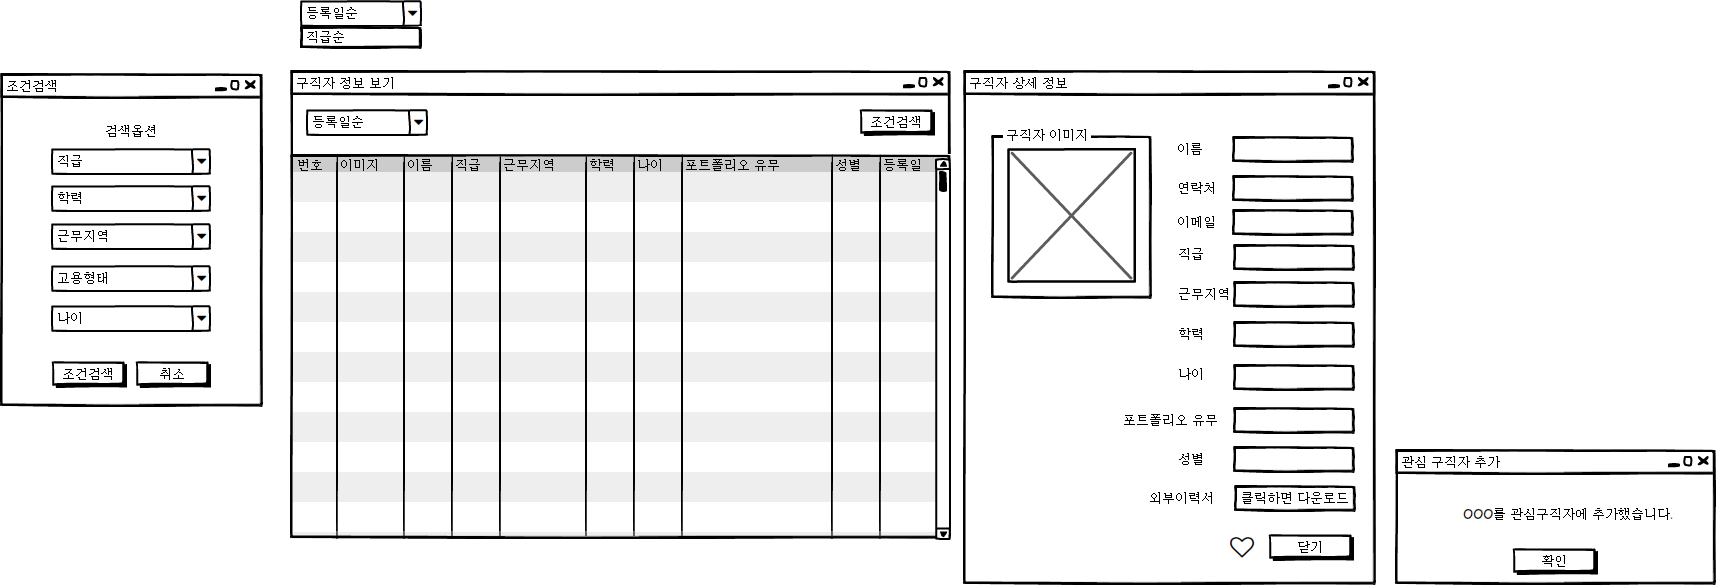 등록일순
직급순
조건검색
검색옵션
직급
학력
근무지역
고용형태
나이
조건검색 취소
구직자 정보 보기
등록일순 조건검색
번호 이미지 이름 직급 근무지역 학력 나이 포트폴리오 유무 성별 등록일
구직자 상세 정보
구직자 이미지
이름
연락처
이메일
직급
근무지역
학력
나이
포트폴리오 유무
성별
외부이력서 클릭하면 다운로드
닫기
관심 구직자 추가
OOO를 관심구직자에 추가했습니다.
확인